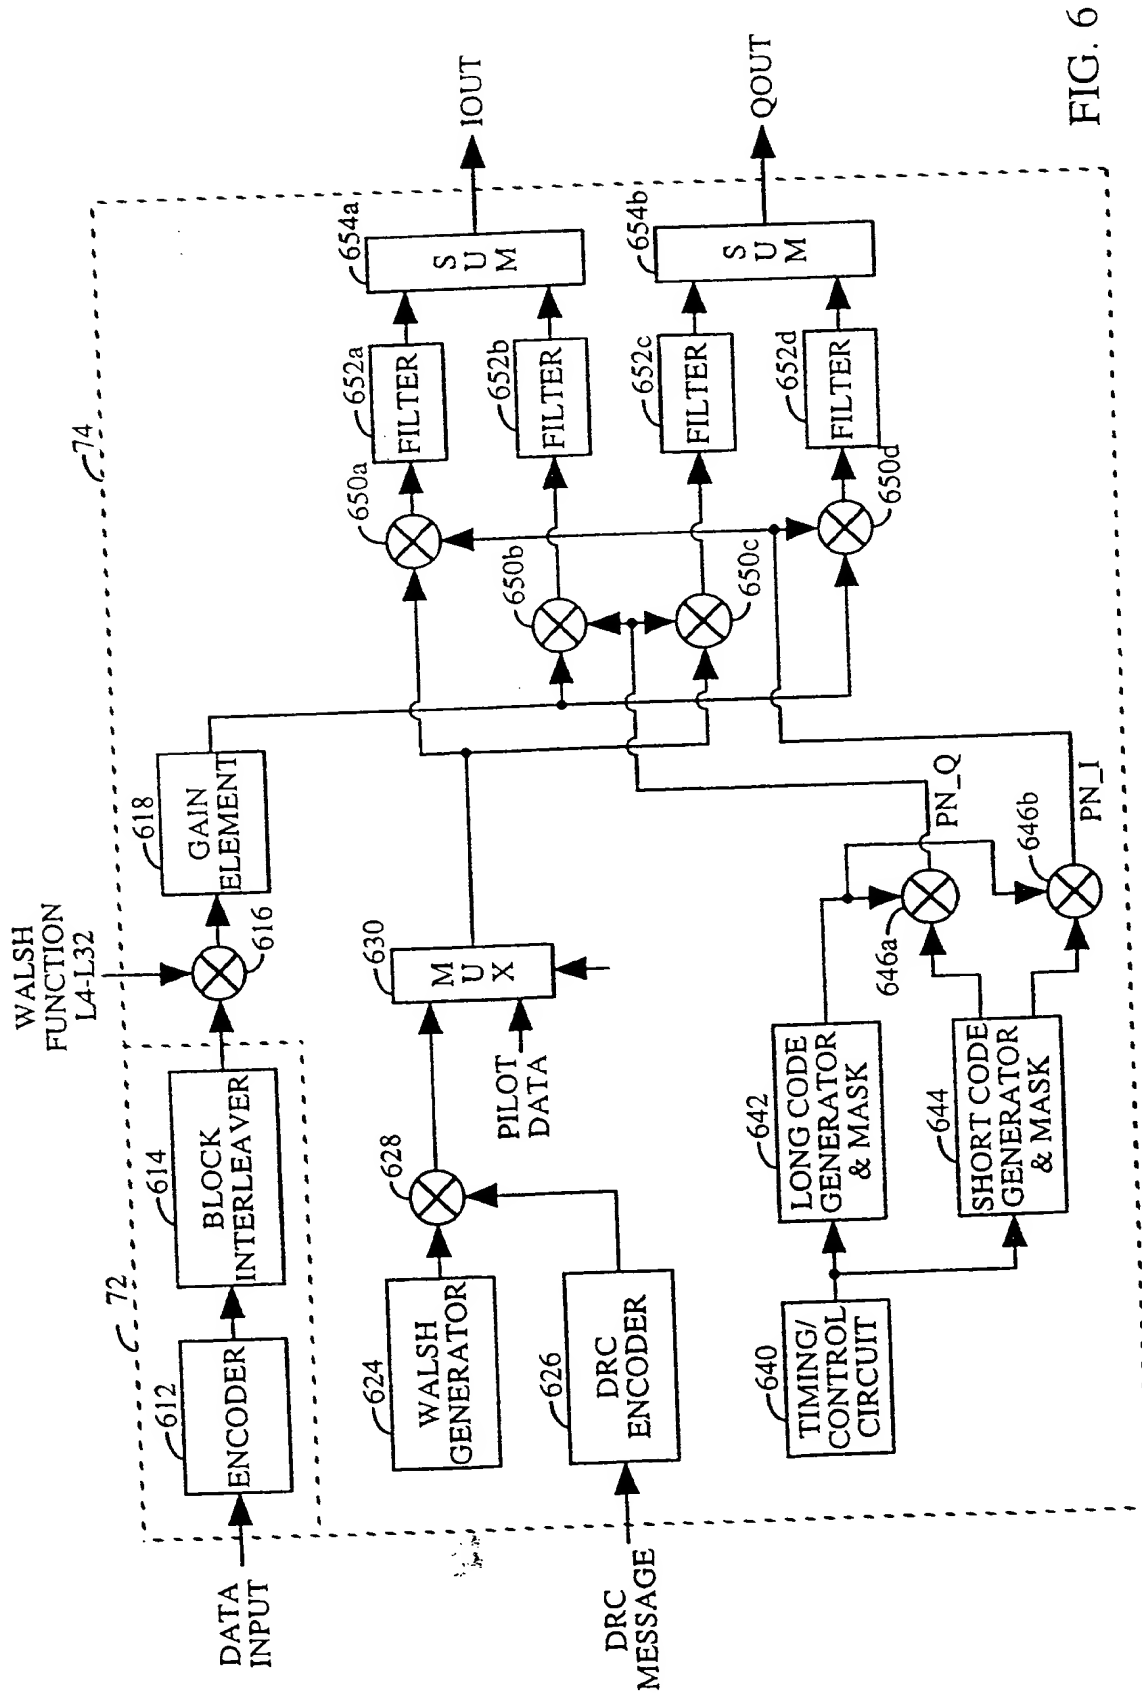 WALSH
FUNCTION
L4-L32
72
74
DATA
INPUT
612
ENCODER
614
BLOCK
INTERLEAVER
616
618
GAIN
ELEMENT
624
WALSH
GENERATOR
628
630
M
U
X
PILOT
DATA
DRC
MESSAGE
626
DRC
ENCODER
640
TIMING/
CONTROL
CIRCUIT
642
LONG CODE
GENERATOR
& MASK
644
SHORT CODE
GENERATOR
& MASK
646a
646b
PN_Q
PN_I
650a
650b
650c
650d
652a
FILTER
652b
FILTER
652c
FILTER
652d
FILTER
654a
S
U
M
654b
S
U
M
IOUT
QOUT
FIG. 6